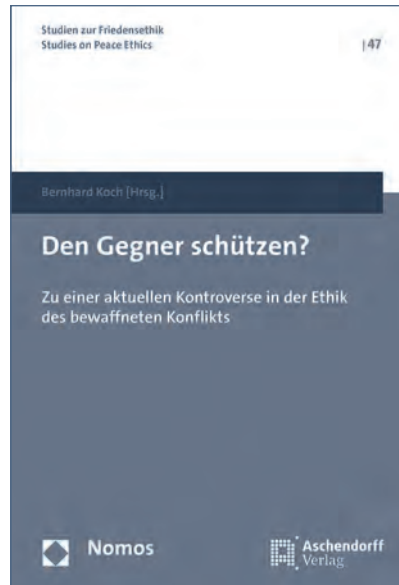 Studien zur Friedensethik
Studies on Peace Ethics
| 47
Bernhard Koch [Hrsg.]
Den Gegner schützen?
Zu einer aktuellen Kontroverse in der Ethik
des bewaffneten Konflikts
Nomos
Aschendorff
Verlag